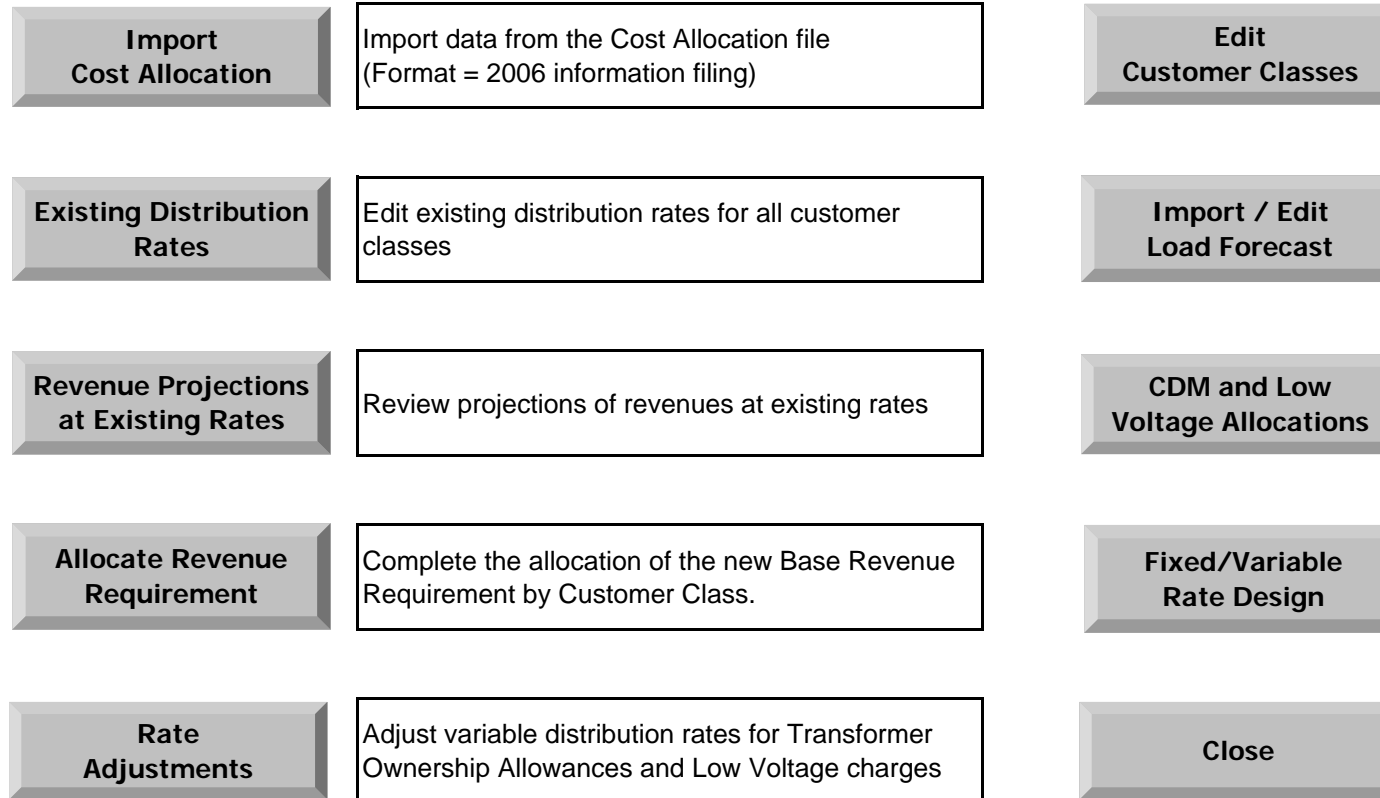 Import
Cost Allocation
Import data from the Cost Allocation file
(Format = 2006 information filing)
Edit
Customer Classes
Existing Distribution
Rates
Edit existing distribution rates for all customer
classes
Import / Edit
Load Forecast
Revenue Projections
at Existing Rates
Review projections of revenues at existing rates
CDM and Low
Voltage Allocations
Allocate Revenue
Requirement
Complete the allocation of the new Base Revenue
Requirement by Customer Class.
Fixed/Variable
Rate Design
Rate
Adjustments
Adjust variable distribution rates for Transformer
Ownership Allowances and Low Voltage charges
Close